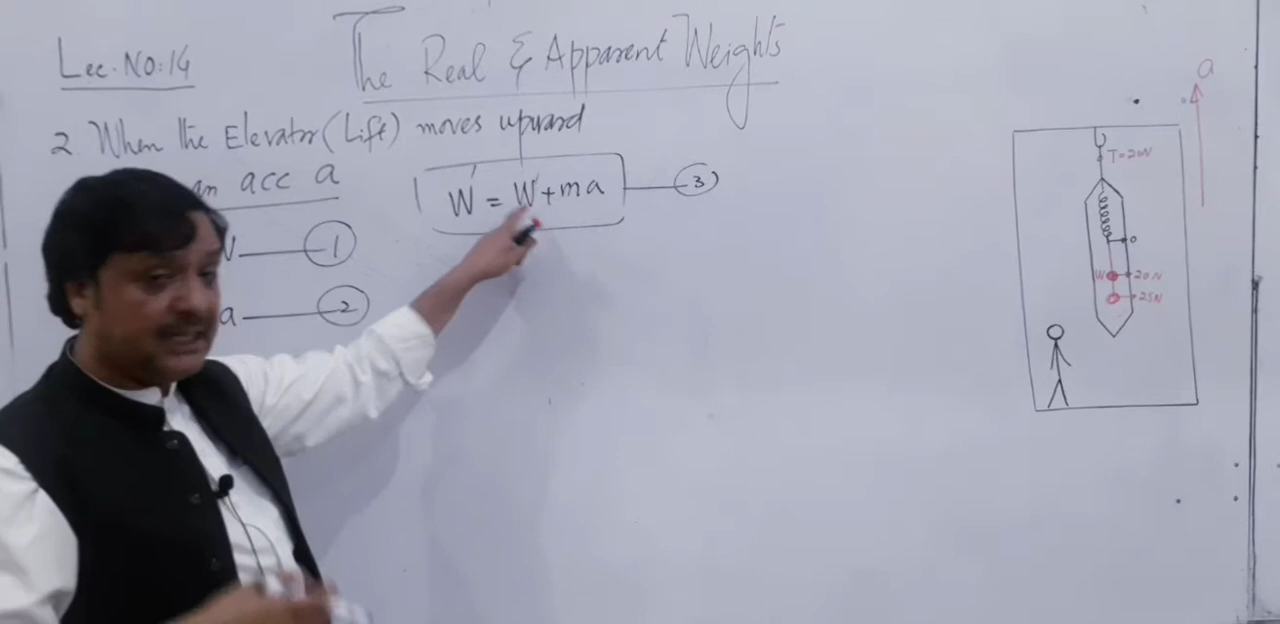 Lec. No: 14
The Real & Apparent Weights
2. When the Elevator (Lift) moves upward
an acc a
W' = W + ma
3
1
a
2
a
T = 20N
o
W
20N
25N